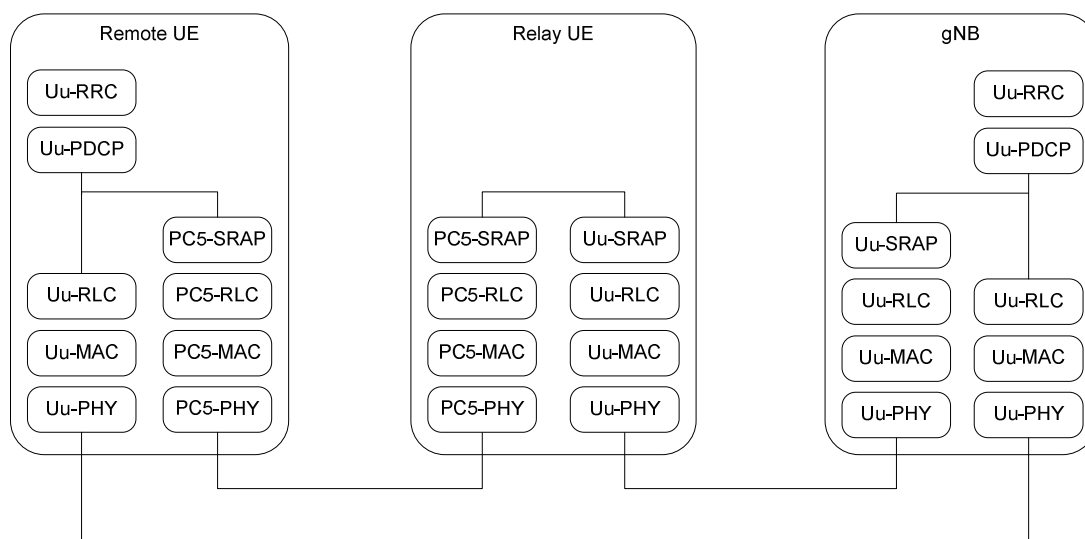 Remote UE
Uu-RRC
Uu-PDCP
PC5-SRAP
Uu-RLC
PC5-RLC
Uu-MAC
PC5-MAC
Uu-PHY
PC5-PHY
Relay UE
PC5-SRAP
Uu-SRAP
PC5-RLC
Uu-RLC
PC5-MAC
Uu-MAC
PC5-PHY
Uu-PHY
gNB
Uu-RRC
Uu-PDCP
Uu-SRAP
Uu-RLC
Uu-RLC
Uu-MAC
Uu-MAC
Uu-PHY
Uu-PHY